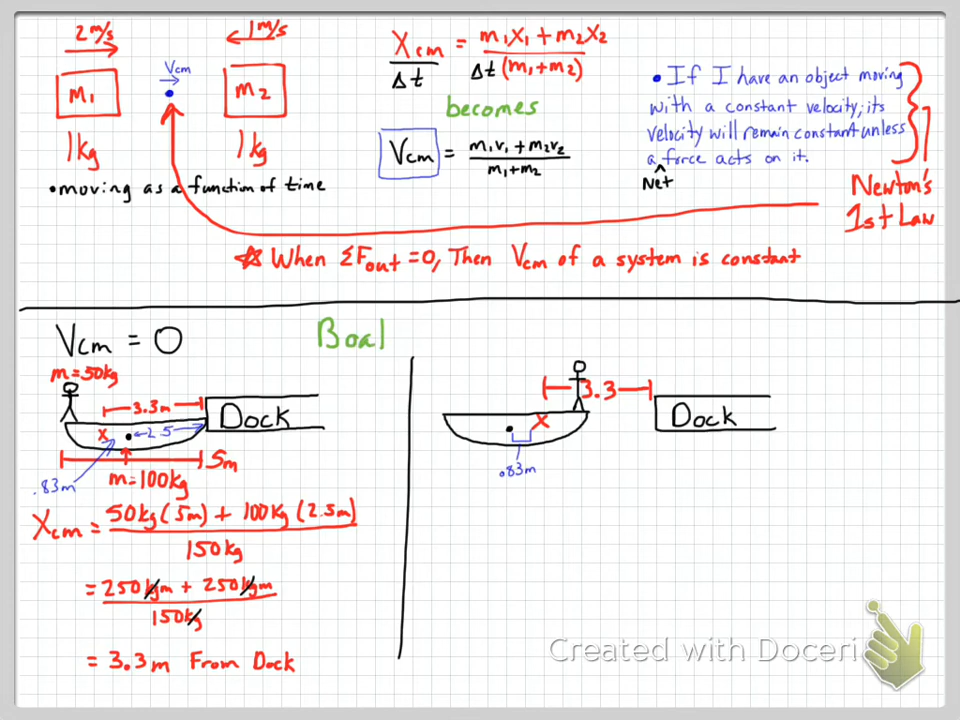 2m/s
1m/s
m₁
Vcm
m₂
1kg
1kg
•moving as a function of time
Xcm/Δt = m₁X₁+m₂X₂/Δt(m₁+m₂)
becomes
Vcm = m₁v₁+m₂v₂/m₁+m₂
• If I have an object moving
with a constant velocity, its
velocity will remain constant unless
a ^ force acts on it.
Net
Newton's
1st Law
☆ When ΣFout =0, Then Vcm of a system is constant
Vcm = 0
Boal
m=50kg
3.3m
Dock
x
2.5
5m
.83m
m=100kg
Xcm = 50kg(5m) + 100kg(2.5m)/150kg
= 250kgm + 250kgm/150kg
= 3.3m From Dock
3.3
x
Dock
.83m
Created with Doceri